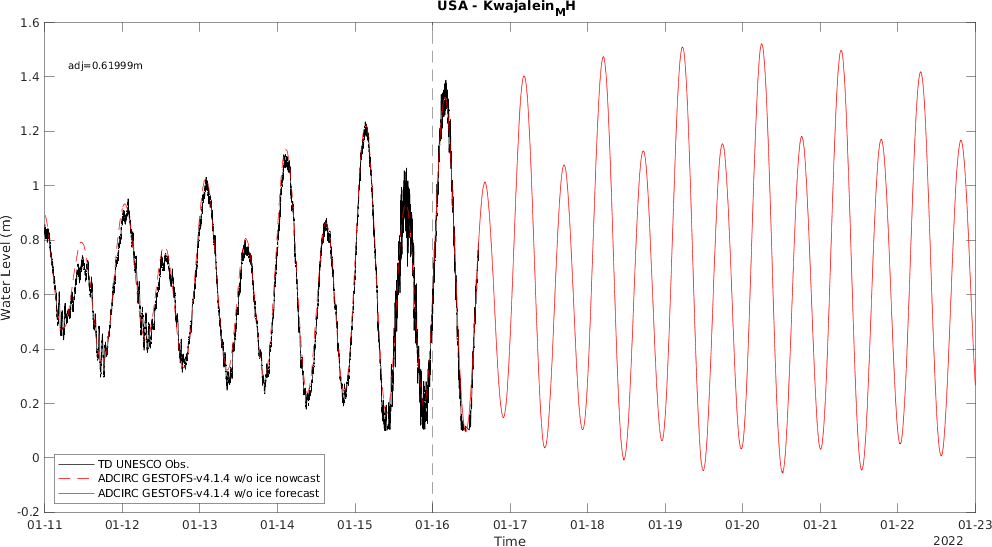 USA - Kwajalein_MH
adj=0.61999m
1.6
1.4
1.2
1
0.8
0.6
0.4
0.2
0
-0.2
Water Level (m)
TD UNESCO Obs.
ADCIRC GESTOFS-v4.1.4 w/o ice nowcast
ADCIRC GESTOFS-v4.1.4 w/o ice forecast
01-11 01-12 01-13 01-14 01-15 01-16 01-17 01-18 01-19 01-20 01-21 01-22 01-23
Time
2022